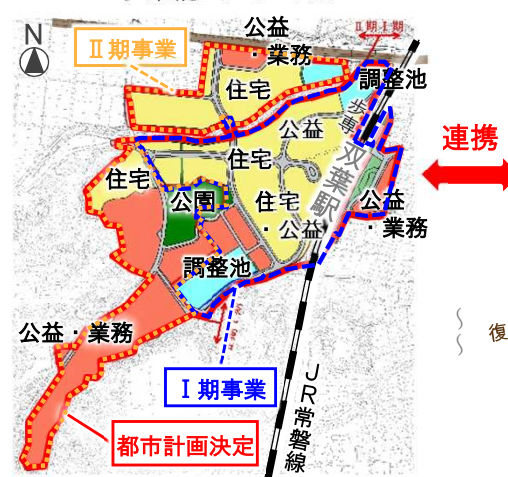 N
Ⅱ期事業
公益
・業務
Ⅱ期
Ⅰ期
調整池
住宅
公益
歩専
双葉駅
連携
住宅
住宅
公園
住宅
・公益
公益
・業務
調整池
公益・業務
復
Ⅰ期事業
JR常磐線
都市計画決定